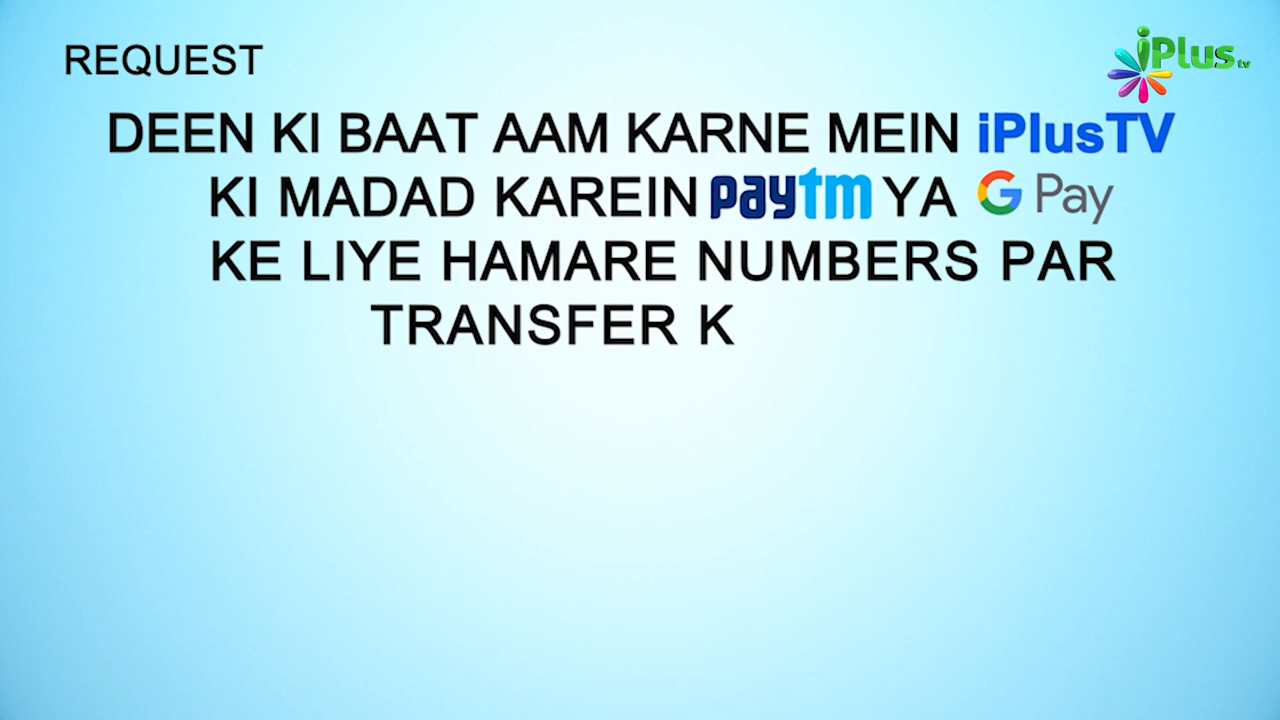 REQUEST
iPlus tv
DEEN KI BAAT AAM KARNE MEIN iPlusTV
KI MADAD KAREIN paytm YA G Pay
KE LIYE HAMARE NUMBERS PAR
TRANSFER K